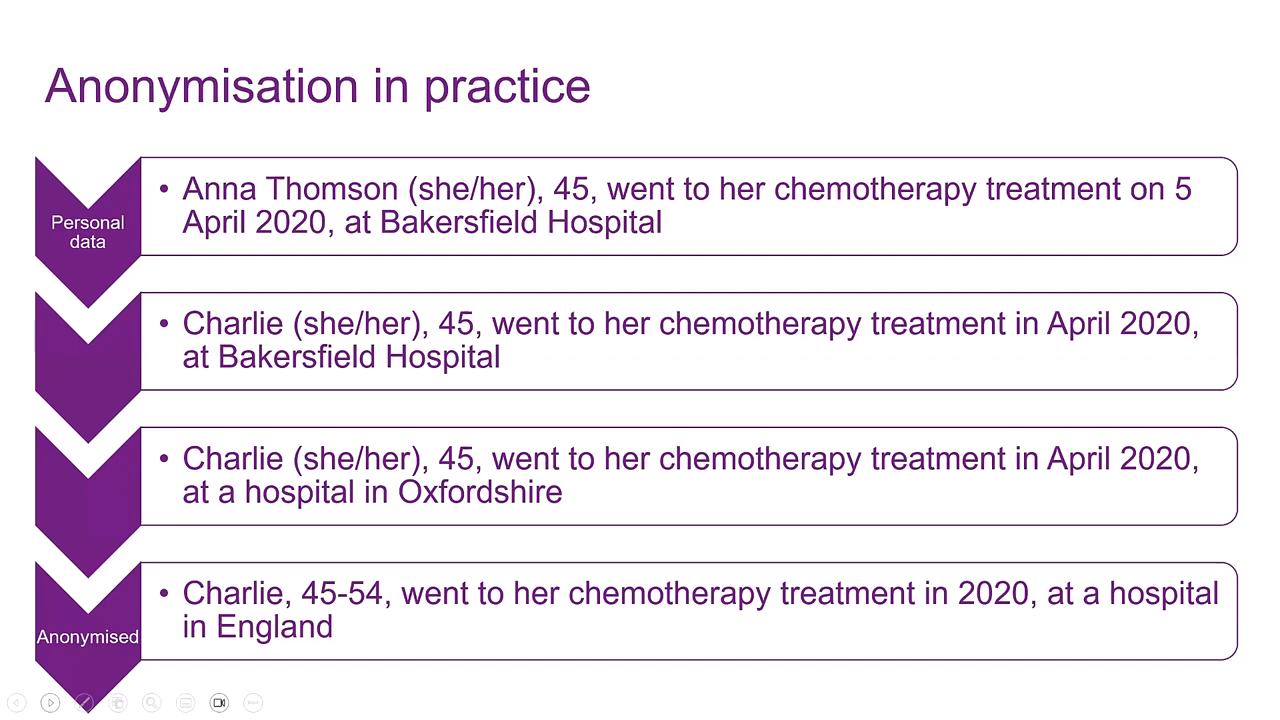 Anonymisation in practice
Personal
data
• Anna Thomson (she/her), 45, went to her chemotherapy treatment on 5
April 2020, at Bakersfield Hospital
• Charlie (she/her), 45, went to her chemotherapy treatment in April 2020,
at Bakersfield Hospital
• Charlie (she/her), 45, went to her chemotherapy treatment in April 2020,
at a hospital in Oxfordshire
Anonymised
• Charlie, 45-54, went to her chemotherapy treatment in 2020, at a hospital
in England